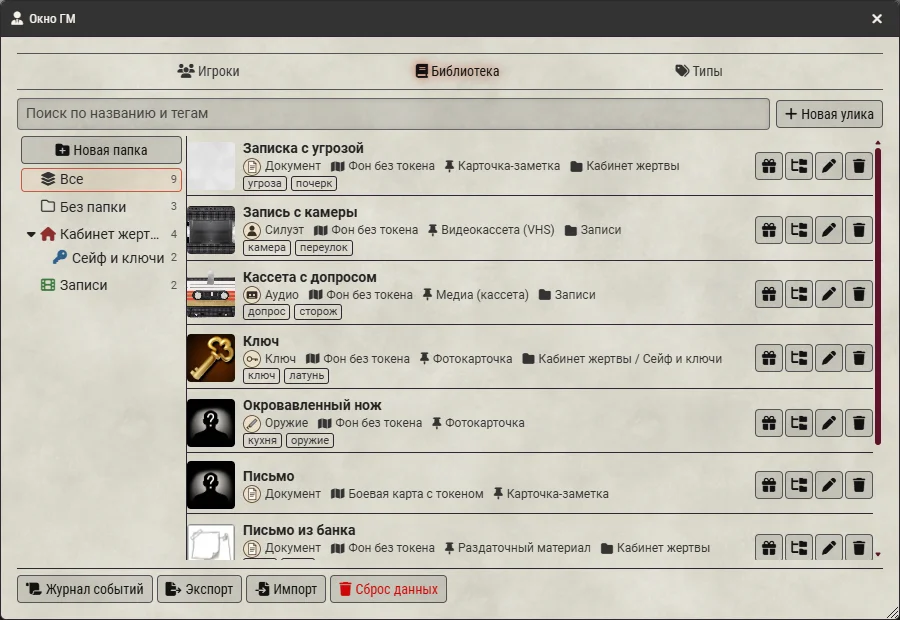 Окно ГМ
Игроки
Библиотека
Типы
Поиск по названию и тегам
Новая улика
Новая папка
Все 9
Без папки 3
Кабинет жерт... 4
Сейф и ключи 2
Записи 2
Записка с угрозой
Документ Фон без токена Карточка-заметка Кабинет жертвы
угроза почерк
Запись с камеры
Силуэт Фон без токена Видеокассета (VHS) Записи
камера переулок
Кассета с допросом
Аудио Фон без токена Медиа (кассета) Записи
допрос сторож
Ключ
Ключ Фон без токена Фотокарточка Кабинет жертвы / Сейф и ключи
ключ латунь
Окровавленный нож
Оружие Фон без токена Фотокарточка
кухня оружие
Письмо
Документ Боевая карта с токеном Карточка-заметка
Письмо из банка
Документ Фон без токена Раздаточный материал Кабинет жертвы
Журнал событий
Экспорт
Импорт
Сброс данных